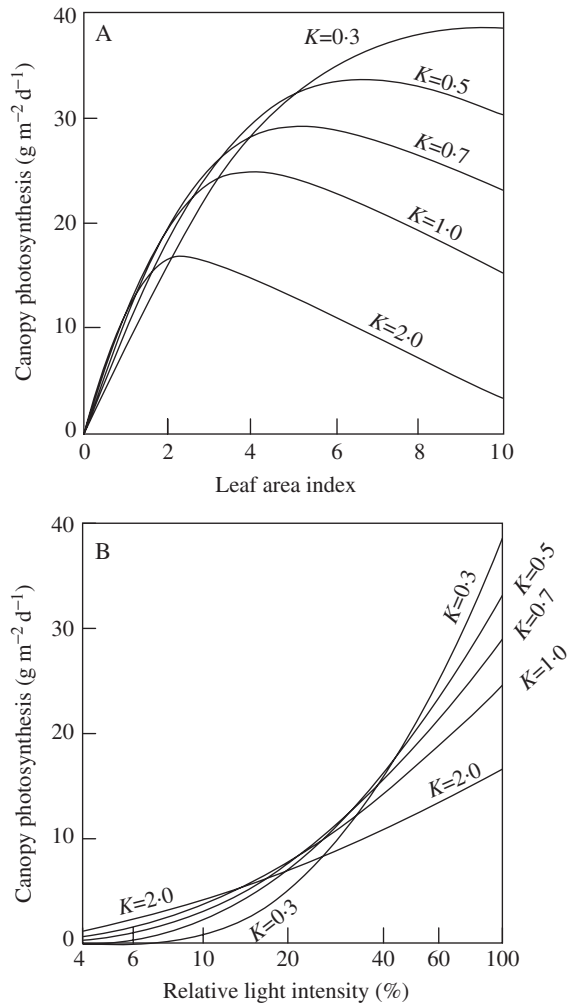 A
40
30
20
10
0
Canopy photosynthesis (g m⁻² d⁻¹)
K=0·3
K=0·5
K=0·7
K=1·0
K=2·0
0 2 4 6 8 10
Leaf area index
B
40
30
20
10
0
Canopy photosynthesis (g m⁻² d⁻¹)
K=0·3
K=0·5
K=0·7
K=1·0
K=2·0
K=2·0
K=0·3
4 6 10 20 40 60 100
Relative light intensity (%)